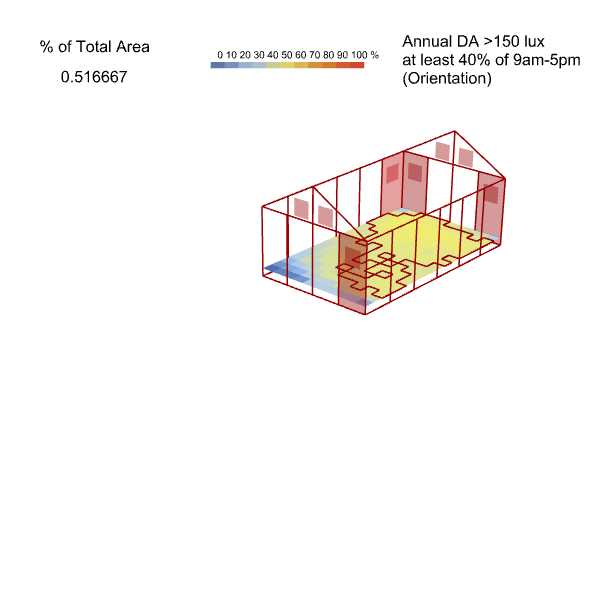 % of Total Area
0.516667
0 10 20 30 40 50 60 70 80 90 100 %
Annual DA >150 lux
at least 40% of 9am-5pm
(Orientation)